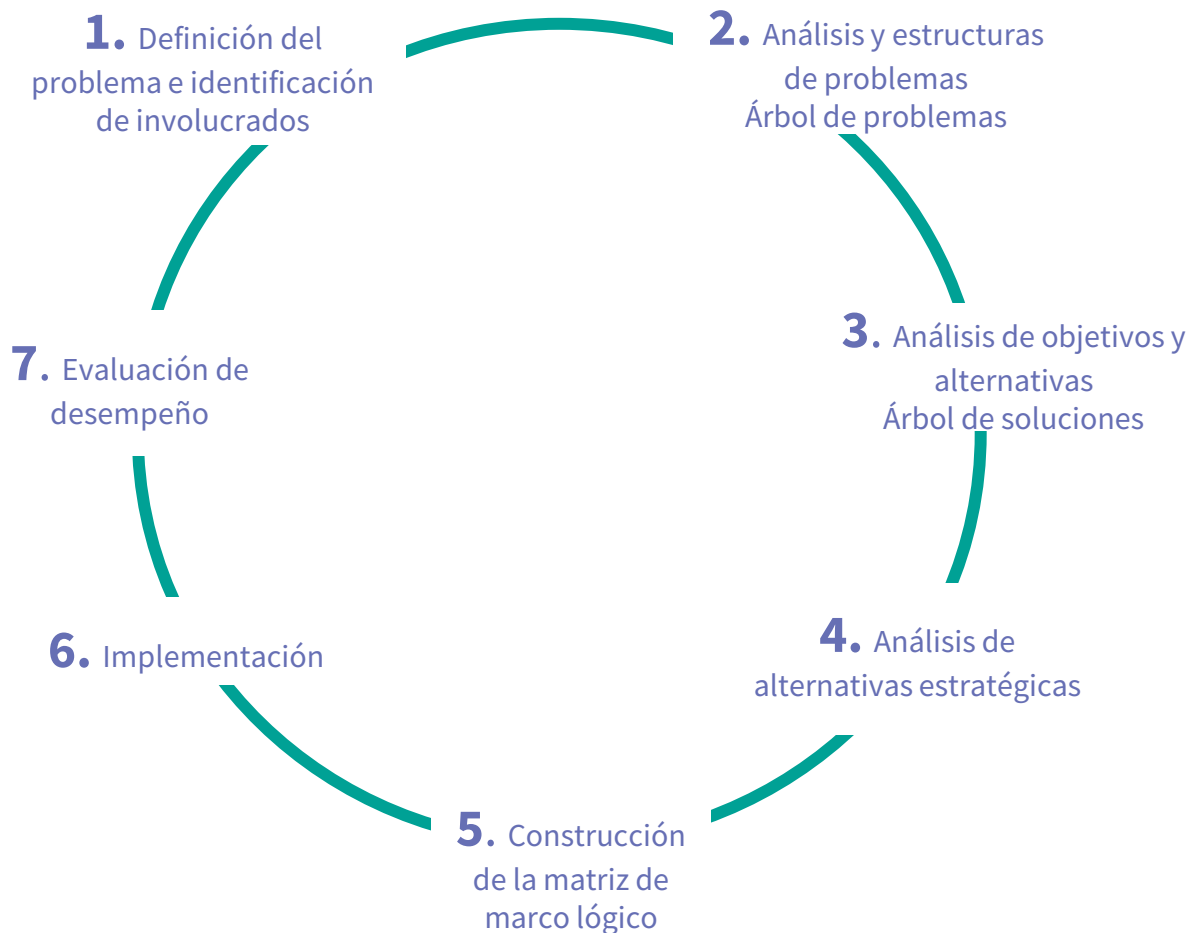 1. Definición del
problema e identificación
de involucrados
2. Análisis y estructuras
de problemas
Árbol de problemas
3. Análisis de objetivos y
alternativas
Árbol de soluciones
4. Análisis de
alternativas estratégicas
5. Construcción
de la matriz de
marco lógico
6. Implementación
7. Evaluación de
desempeño